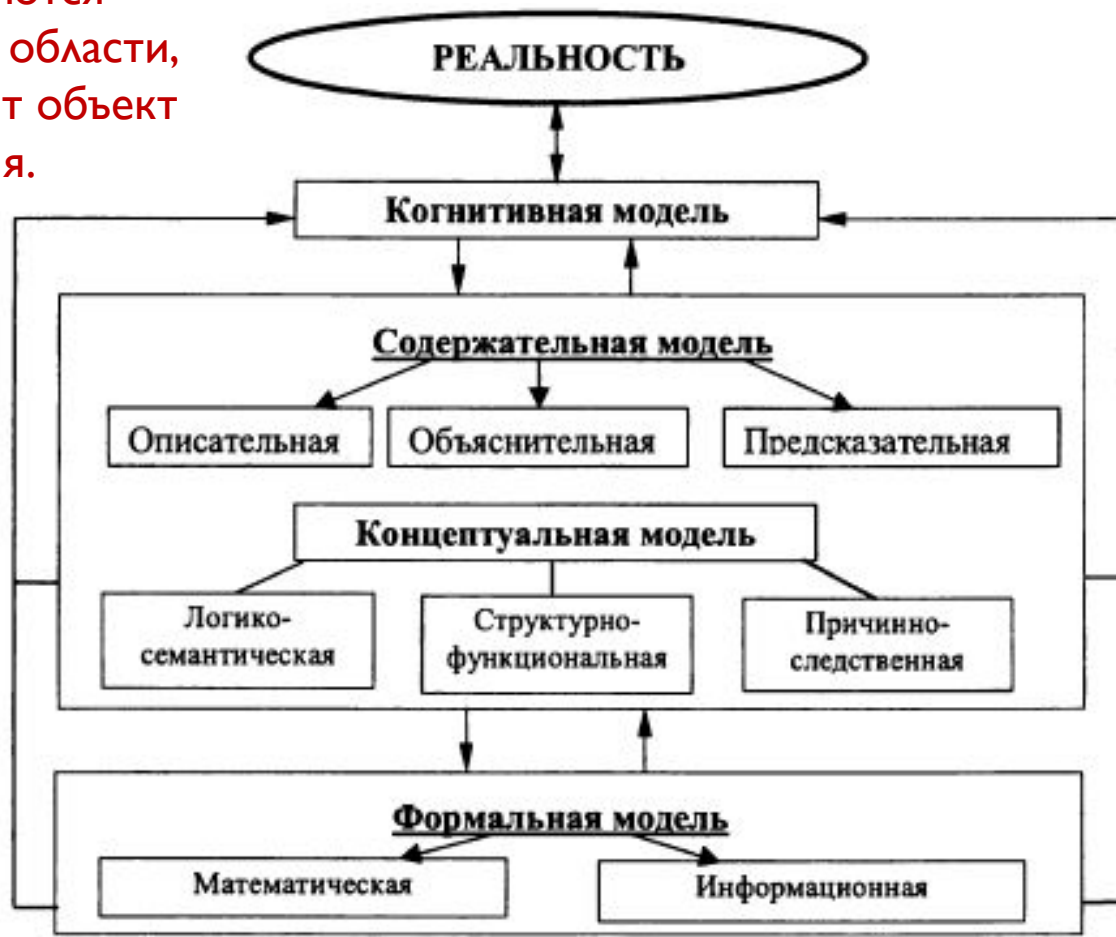 ются
области,
т объект
я.
РЕАЛЬНОСТЬ
Когнитивная модель
Содержательная модель
Описательная
Объяснительная
Предсказательная
Концептуальная модель
Логико-
семантическая
Структурно-
функциональная
Причинно-
следственная
Формальная модель
Математическая
Информационная